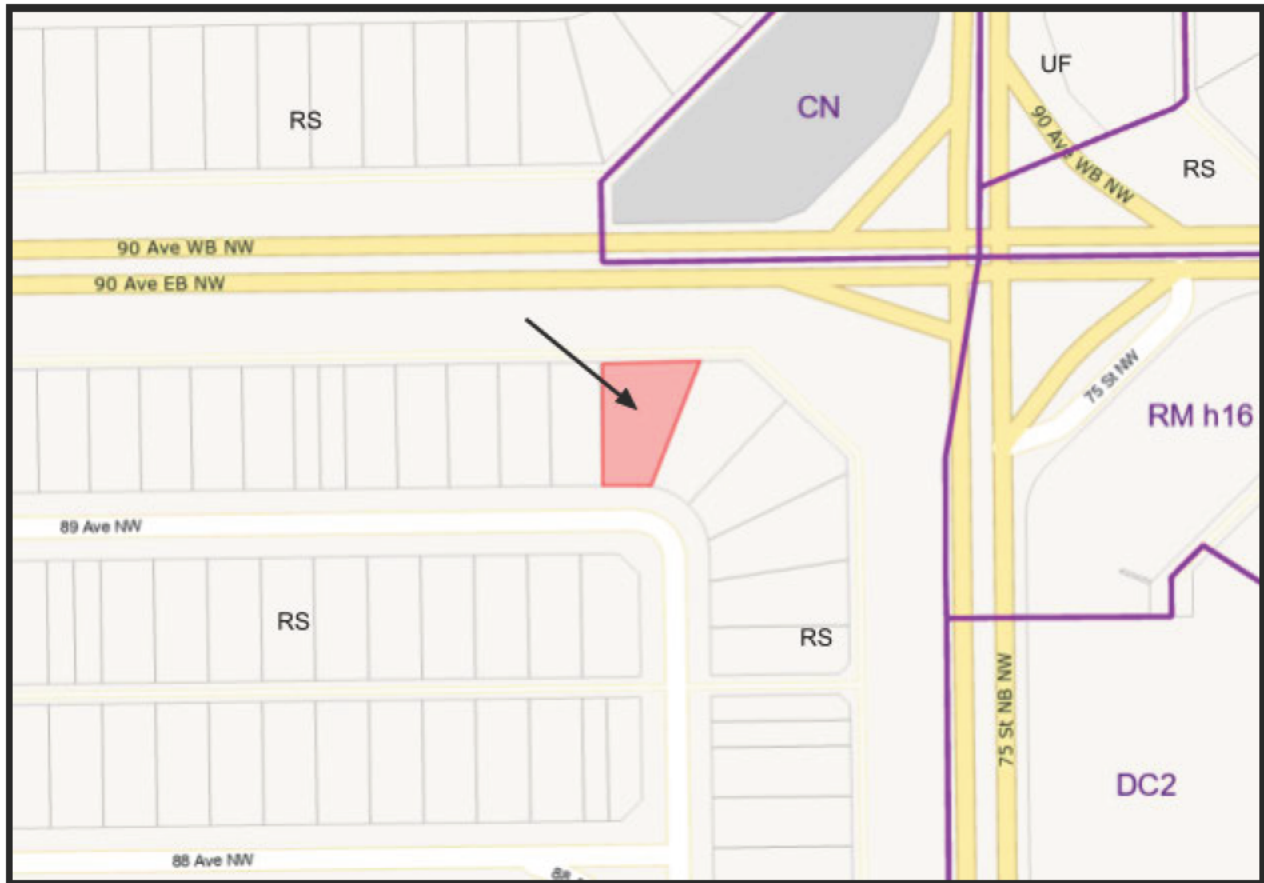 UF
CN
RS
90 Ave WB NW
RS
90 Ave WB NW
90 Ave EB NW
75 St NW
RM h16
89 Ave NW
RS
RS
75 St NB NW
DC2
88 Ave NW